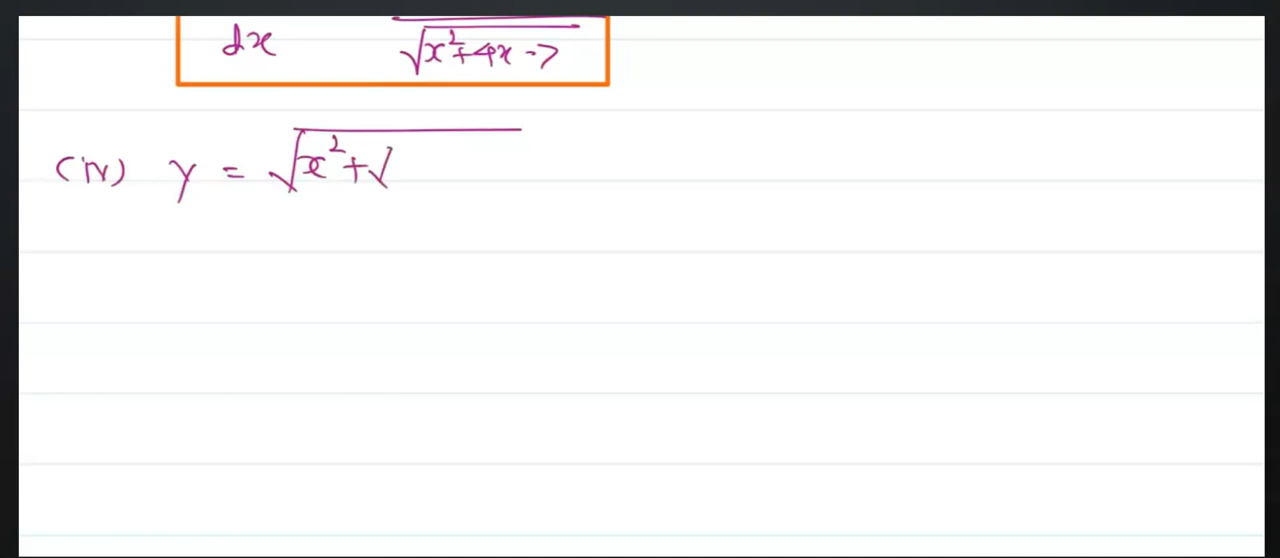 dx √x²+4x-7
(iv) y = √x²+√